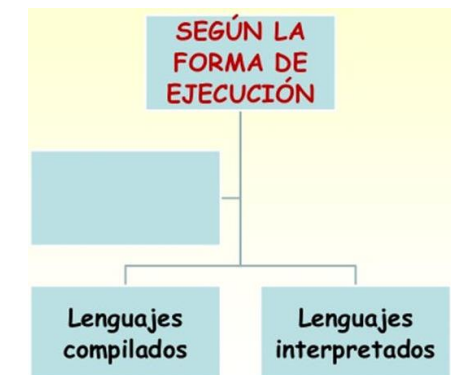 SEGÚN LA
FORMA DE
EJECUCIÓN
Lenguajes
compilados
Lenguajes
interpretados